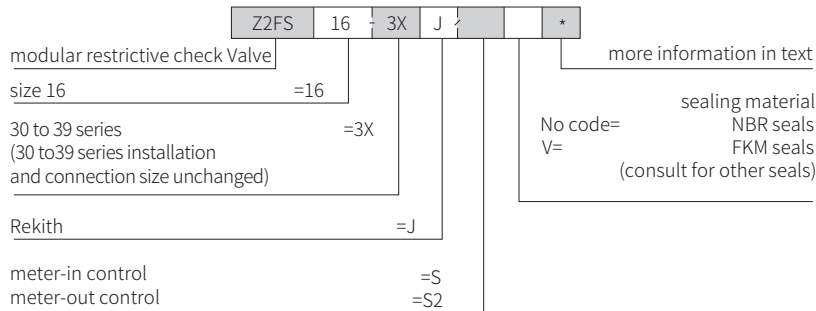 Z2FS 16 - 3X J / *
modular restrictive check Valve
more information in text
size 16 =16
sealing material
30 to 39 series =3X
No code= NBR seals
(30 to39 series installation
V= FKM seals
and connection size unchanged)
(consult for other seals)
Rekith =J
meter-in control =S
meter-out control =S2